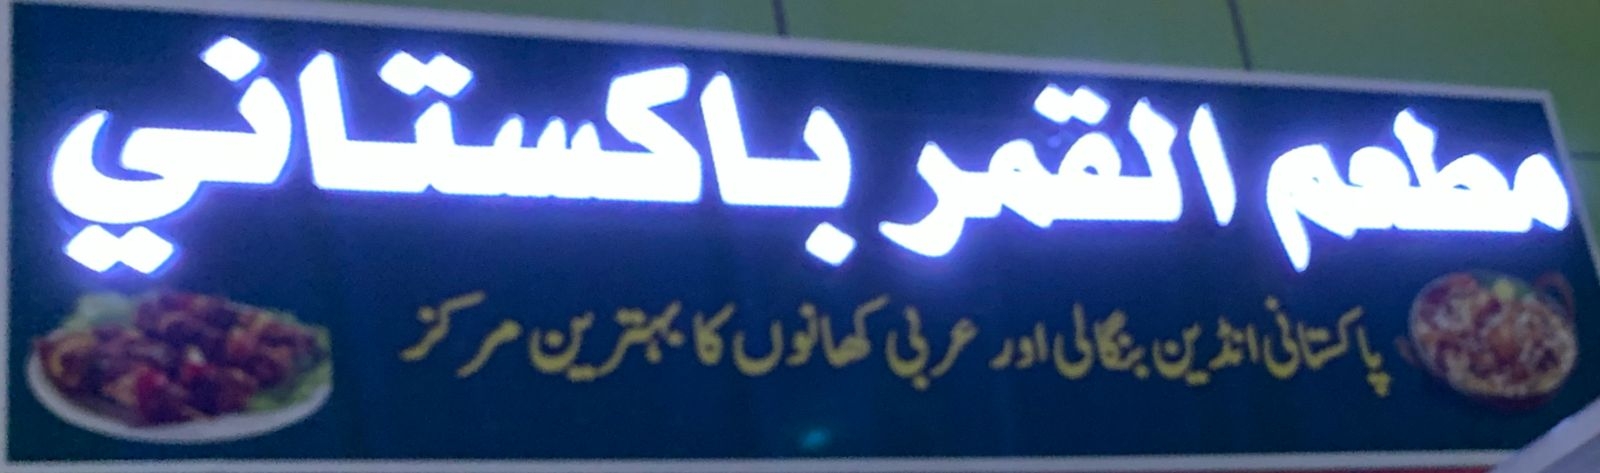 مطعم القمر باكستاني
پاکستانی انڈین بنگالی اور عربی کھانوں کا بہترین مرکز